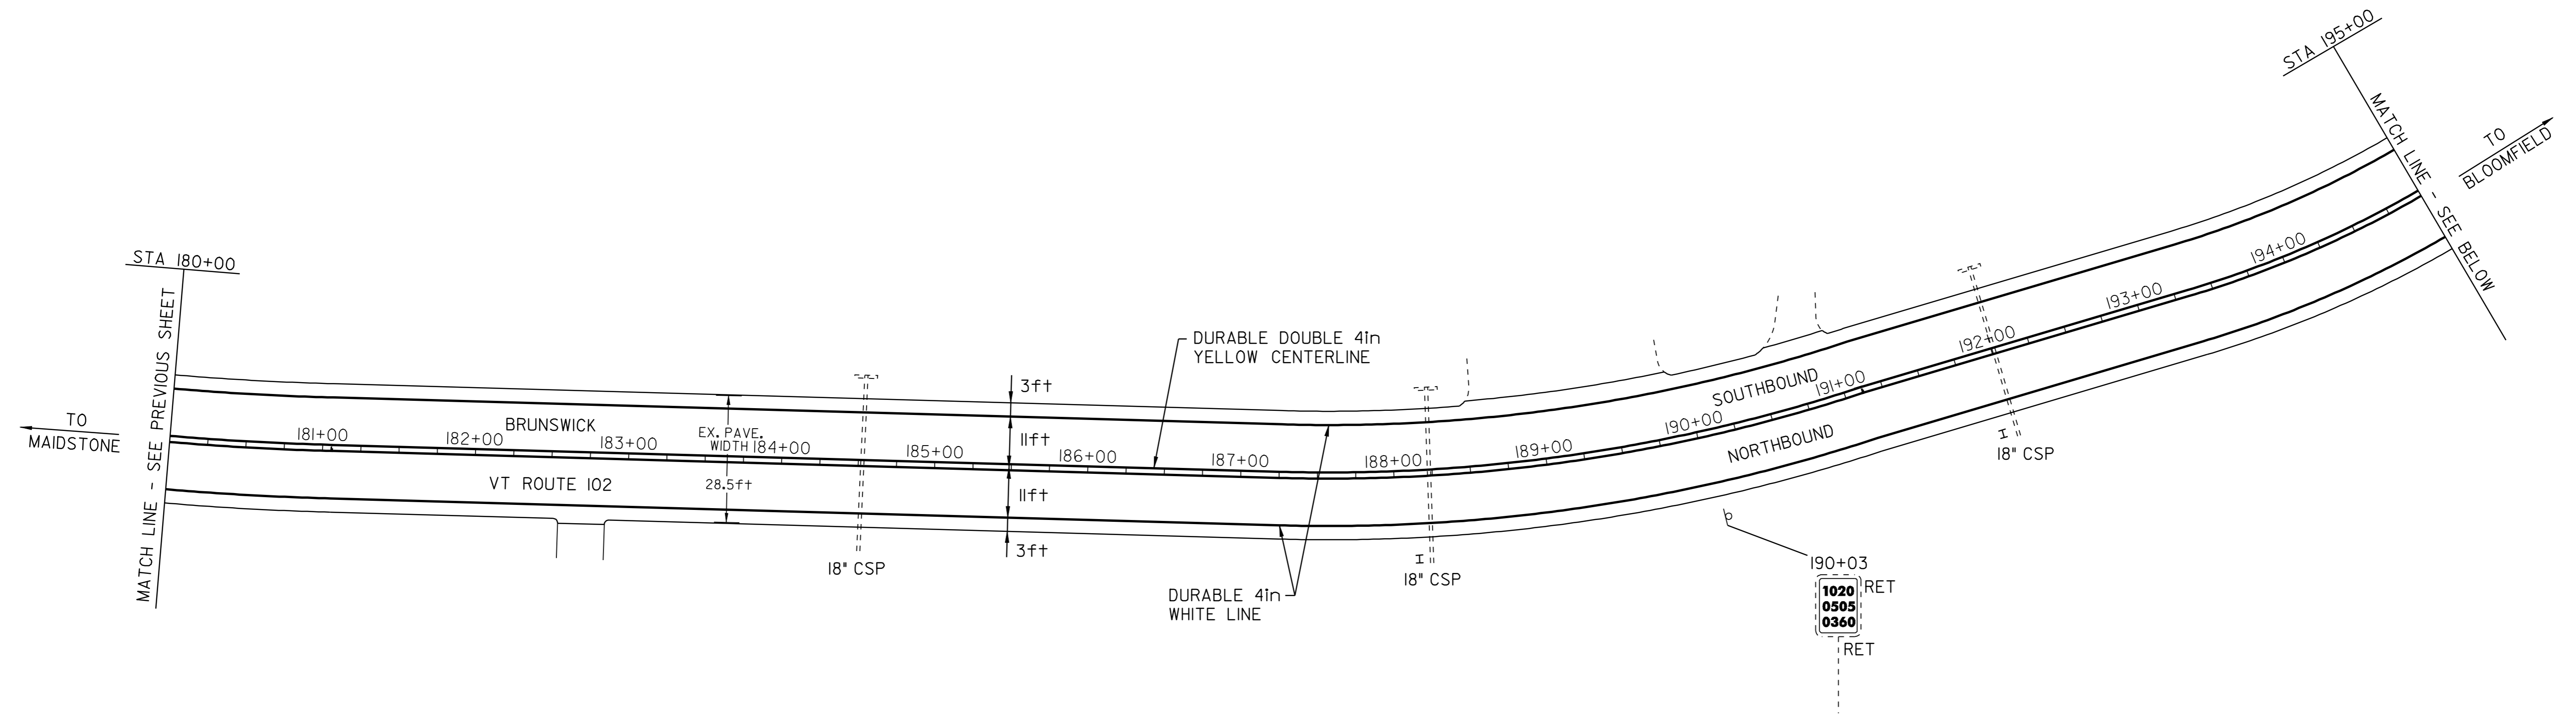 STA 195+00
MATCH LINE - SEE BELOW
TO
BLOOMFIELD
STA 180+00
MATCH LINE - SEE PREVIOUS SHEET
TO
MAIDSTONE
181+00
182+00
183+00
184+00
185+00
186+00
187+00
188+00
189+00
190+00
191+00
192+00
193+00
194+00
BRUNSWICK
VT ROUTE 102
EX. PAVE.
WIDTH
28.5ft
3ft
11ft
11ft
3ft
DURABLE DOUBLE 4in
YELLOW CENTERLINE
SOUTHBOUND
NORTHBOUND
18" CSP
18" CSP
18" CSP
DURABLE 4in
WHITE LINE
190+03
1020
0505
0360
RET
RET